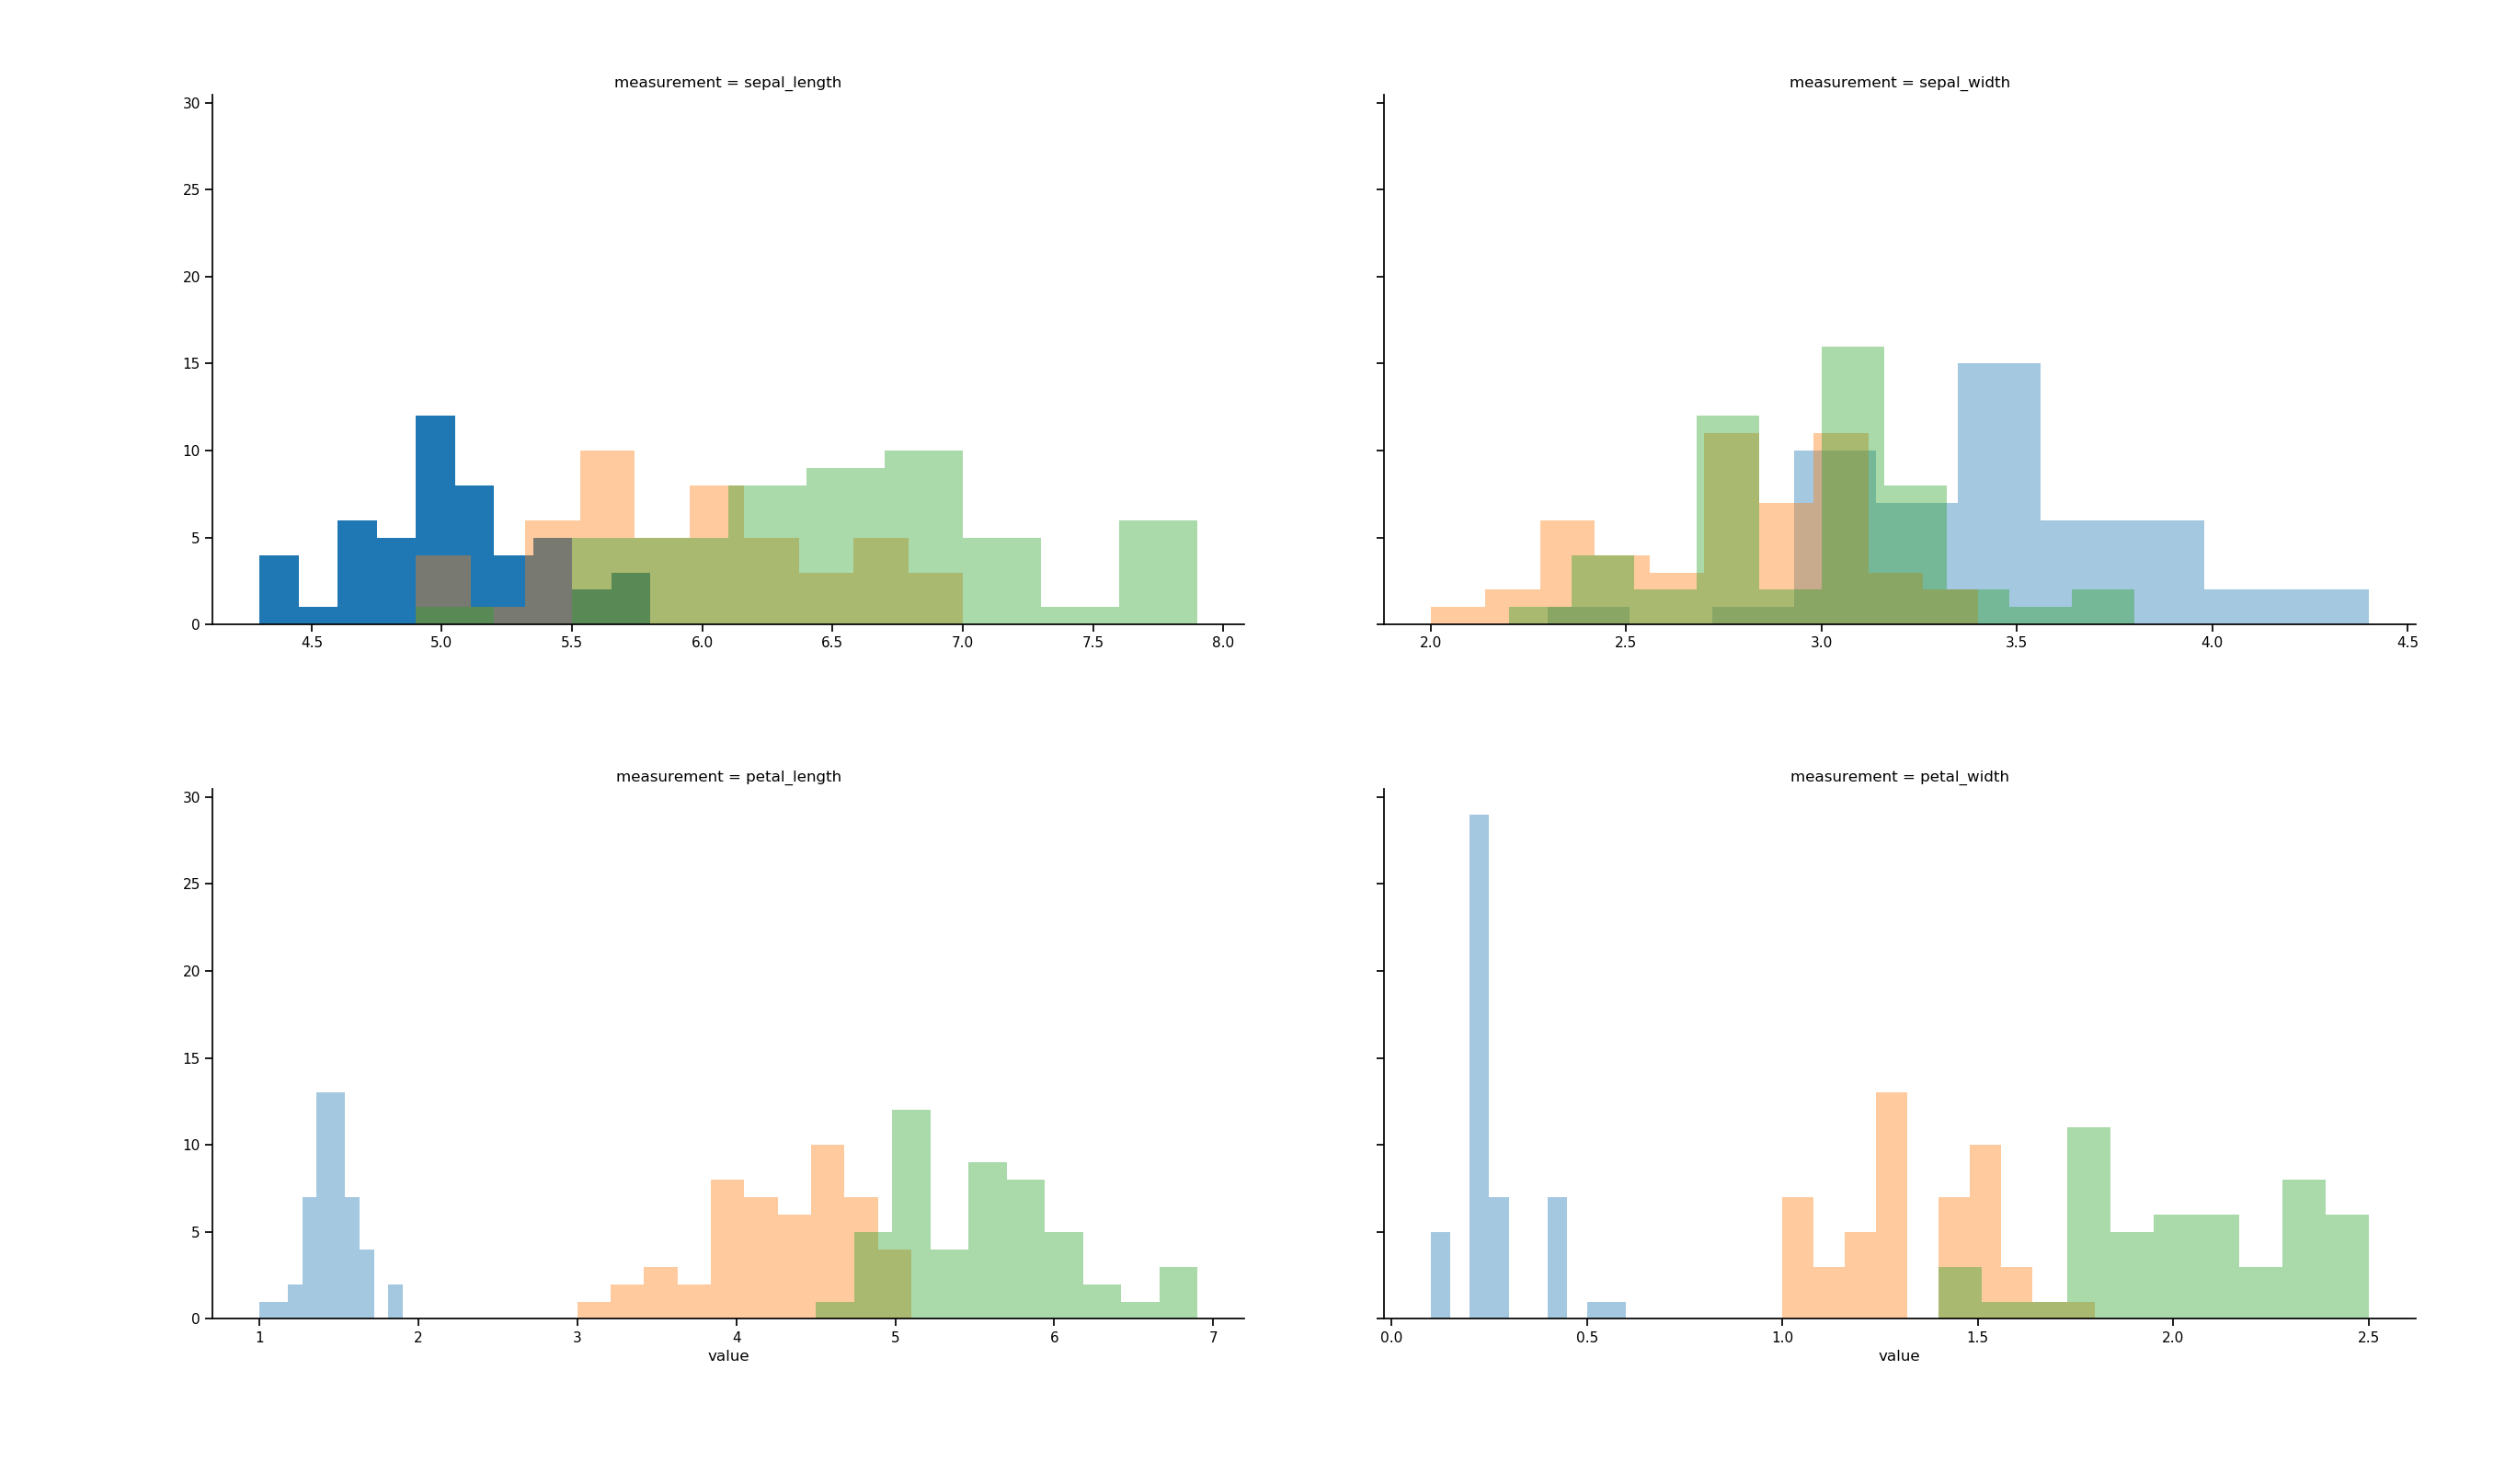 measurement = sepal_length
30
25
20
15
10
5
0
4.5 5.0 5.5 6.0 6.5 7.0 7.5 8.0
measurement = sepal_width
2.0 2.5 3.0 3.5 4.0 4.5
measurement = petal_length
30
25
20
15
10
5
0
1 2 3 4 5 6 7
value
measurement = petal_width
0.0 0.5 1.0 1.5 2.0 2.5
value